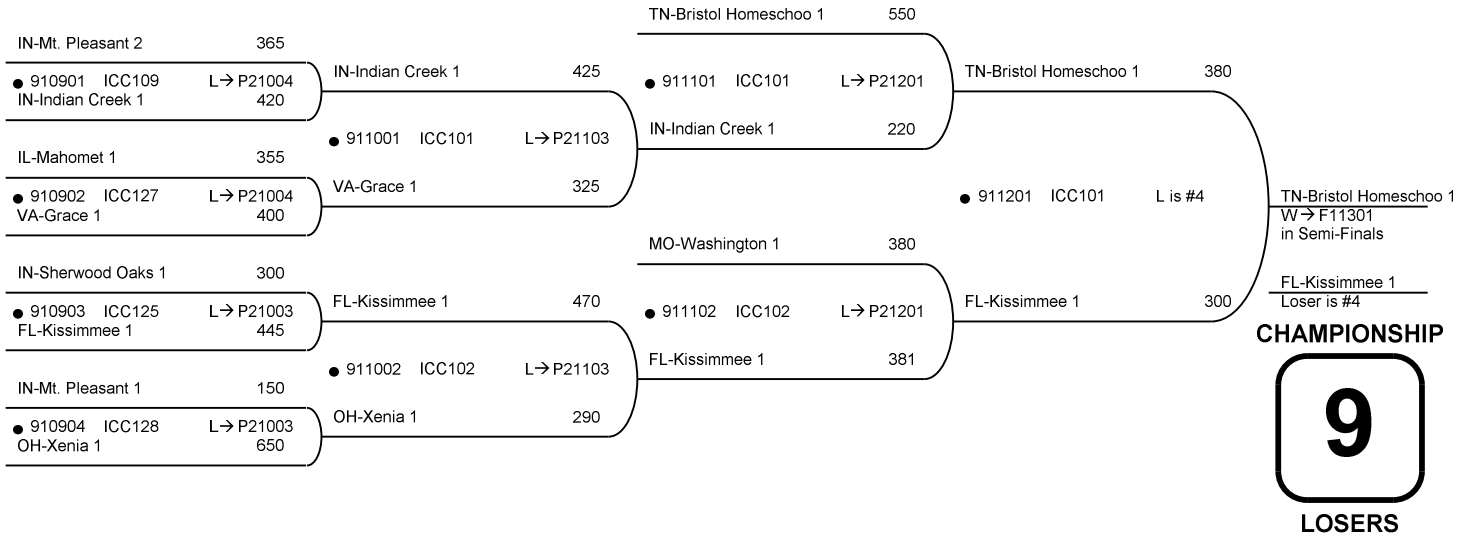 IN-Mt. Pleasant 2 365
● 910901 ICC109 L→P21004
IN-Indian Creek 1 420
IL-Mahomet 1 355
● 910902 ICC127 L→P21004
VA-Grace 1 400
IN-Sherwood Oaks 1 300
● 910903 ICC125 L→P21003
FL-Kissimmee 1 445
IN-Mt. Pleasant 1 150
● 910904 ICC128 L→P21003
OH-Xenia 1 650
IN-Indian Creek 1 425
● 911001 ICC101 L→P21103
VA-Grace 1 325
FL-Kissimmee 1 470
● 911002 ICC102 L→P21103
OH-Xenia 1 290
TN-Bristol Homeschoo 1 550
● 911101 ICC101 L→P21201
IN-Indian Creek 1 220
MO-Washington 1 380
● 911102 ICC102 L→P21201
FL-Kissimmee 1 381
TN-Bristol Homeschoo 1 380
● 911201 ICC101 L is #4
FL-Kissimmee 1 300
TN-Bristol Homeschoo 1
W→F11301
in Semi-Finals
FL-Kissimmee 1
Loser is #4
CHAMPIONSHIP
9
LOSERS